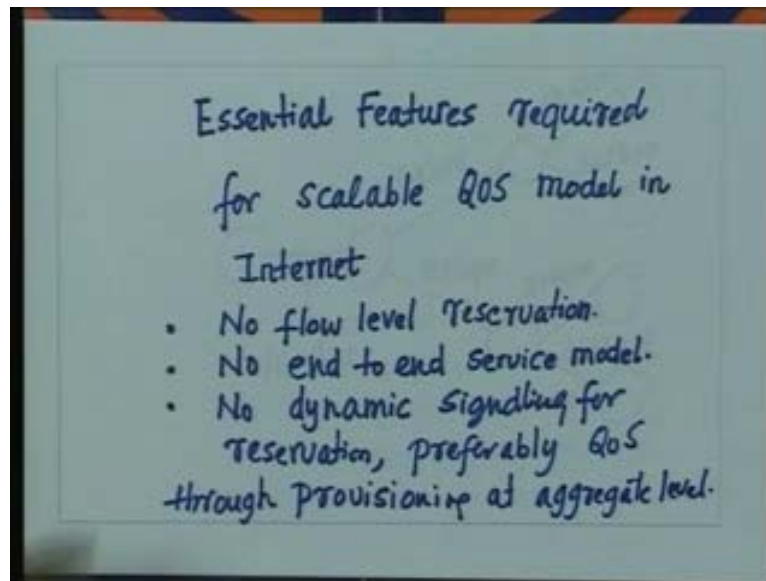 Essential Features required
for scalable QOS model in
Internet
• No flow level reservation.
• No end to end service model.
• No dynamic signalling for
reservation, preferably QoS
through provisioning at aggregate level.